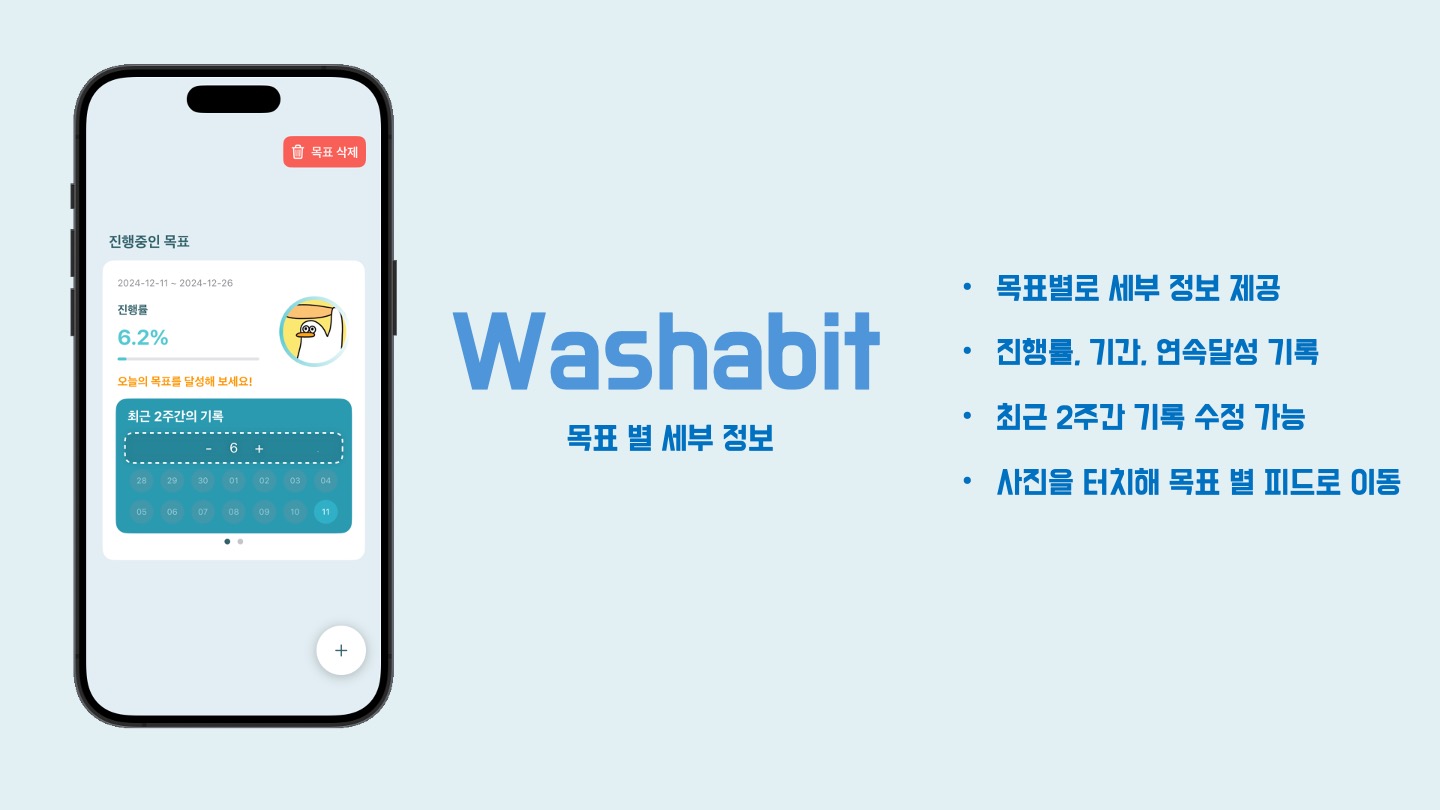 목표 삭제
진행중인 목표
2024-12-11 ~ 2024-12-26
진행률
6.2%
오늘의 목표를 달성해 보세요!
최근 2주간의 기록
- 6 +
28 29 30 01 02 03 04
05 06 07 08 09 10 11
+
Washabit
목표 별 세부 정보
• 목표별로 세부 정보 제공
• 진행률, 기간, 연속달성 기록
• 최근 2주간 기록 수정 가능
• 사진을 터치해 목표 별 피드로 이동